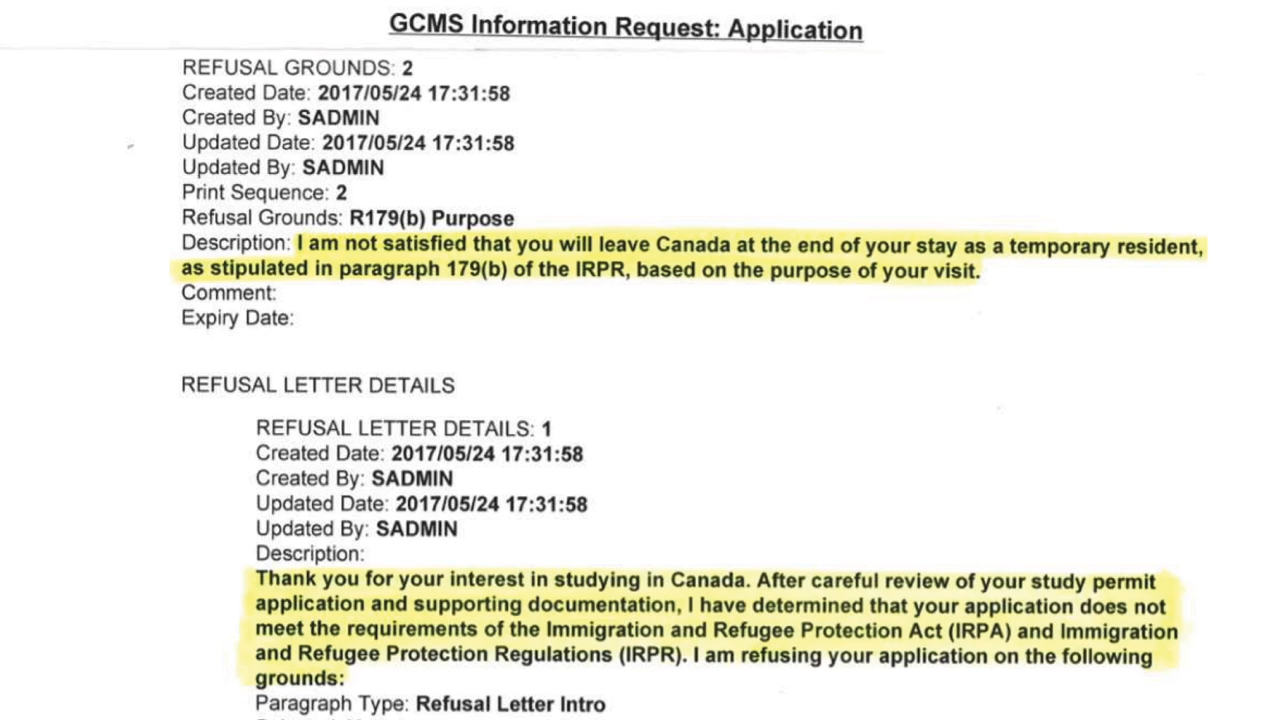 GCMS Information Request: Application
REFUSAL GROUNDS: 2
Created Date: 2017/05/24 17:31:58
Created By: SADMIN
Updated Date: 2017/05/24 17:31:58
Updated By: SADMIN
Print Sequence: 2
Refusal Grounds: R179(b) Purpose
Description: I am not satisfied that you will leave Canada at the end of your stay as a temporary resident,
as stipulated in paragraph 179(b) of the IRPR, based on the purpose of your visit.
Comment:
Expiry Date:
REFUSAL LETTER DETAILS
REFUSAL LETTER DETAILS: 1
Created Date: 2017/05/24 17:31:58
Created By: SADMIN
Updated Date: 2017/05/24 17:31:58
Updated By: SADMIN
Description:
Thank you for your interest in studying in Canada. After careful review of your study permit
application and supporting documentation, I have determined that your application does not
meet the requirements of the Immigration and Refugee Protection Act (IRPA) and Immigration
and Refugee Protection Regulations (IRPR). I am refusing your application on the following
grounds:
Paragraph Type: Refusal Letter Intro